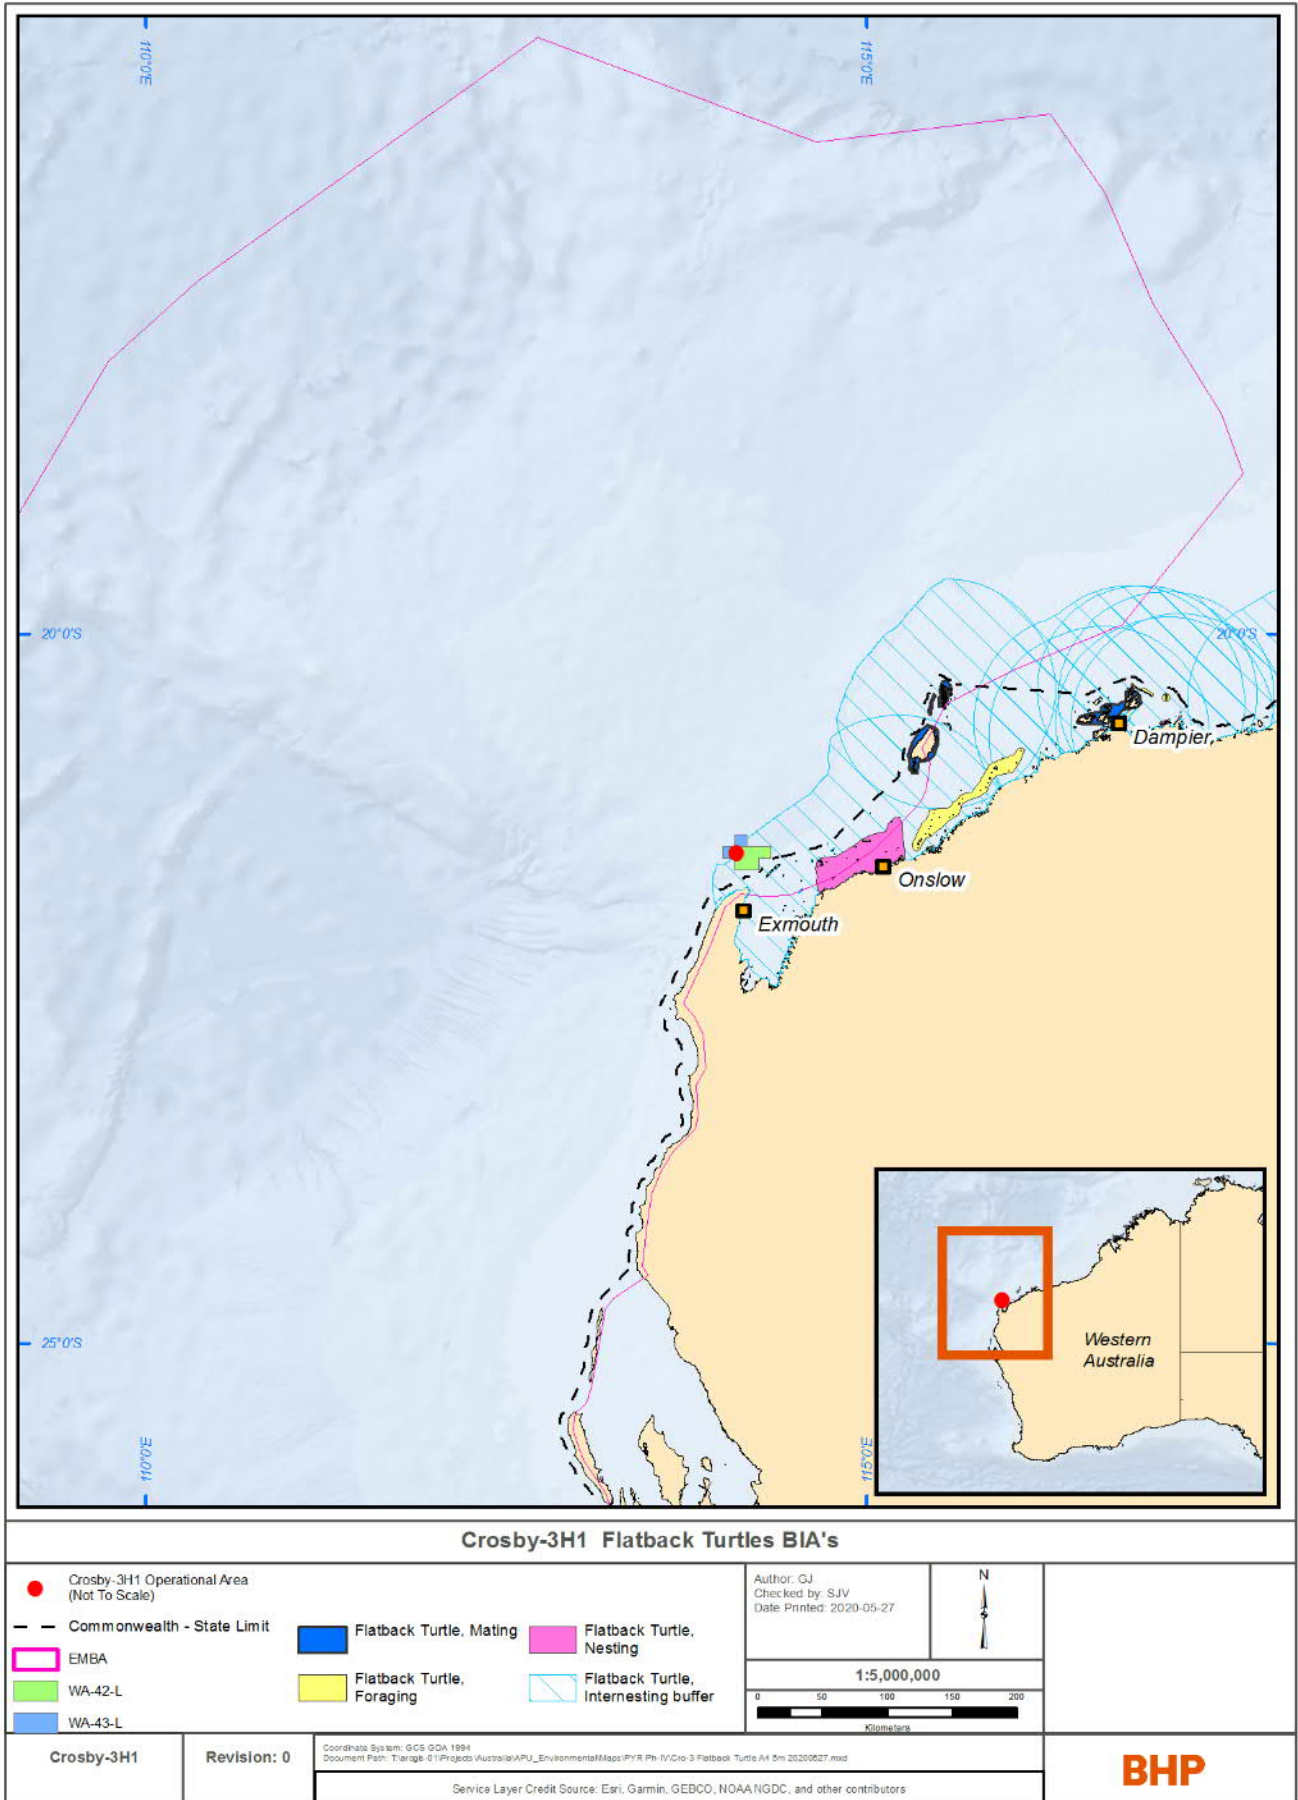 110°0'E
115°0'E
20°0'S
20°0'S
Dampier
Onslow
Exmouth
25°0'S
Western
Australia
110°0'E
115°0'E
Crosby-3H1 Flatback Turtles BIA's
Crosby-3H1 Operational Area
(Not To Scale)
Commonwealth - State Limit
EMBA
WA-42-L
WA-43-L
Flatback Turtle, Mating
Flatback Turtle,
Foraging
Flatback Turtle,
Nesting
Flatback Turtle,
Internesting buffer
Author: GJ
Checked by: SJV
Date Printed: 2020-05-27
N
1:5,000,000
0 50 100 150 200
Kilometers
Crosby-3H1
Revision: 0
Coordinate System: GCS GDA 1994
Document Path:
Service Layer Credit Source: Esri, Garmin, GEBCO, NOAA NGDC, and other contributors
BHP